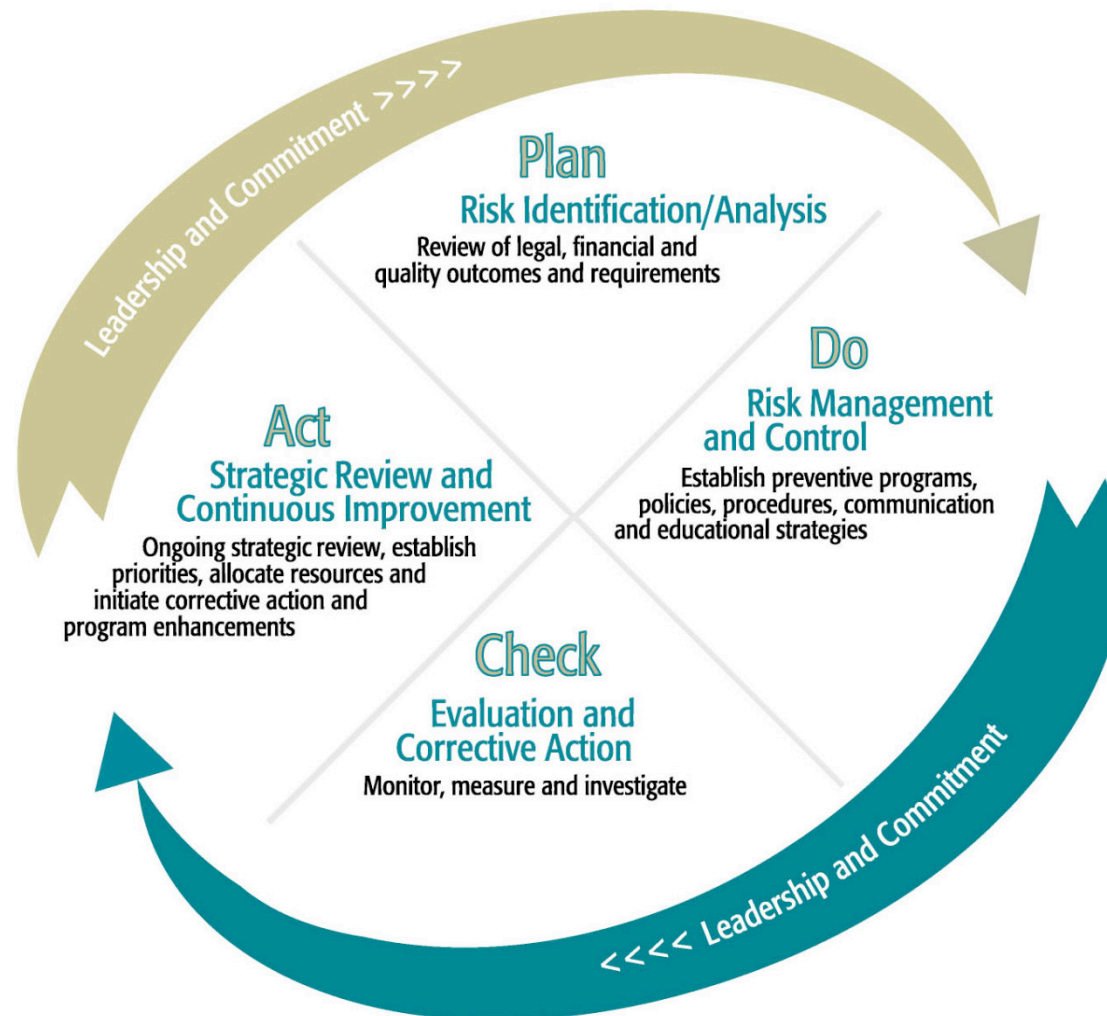 Leadership and Commitment >>>>
Plan
Risk Identification/Analysis
Review of legal, financial and
quality outcomes and requirements
Do
Risk Management
and Control
Establish preventive programs,
policies, procedures, communication
and educational strategies
Act
Strategic Review and
Continuous Improvement
Ongoing strategic review, establish
priorities, allocate resources and
initiate corrective action and
program enhancements
Check
Evaluation and
Corrective Action
Monitor, measure and investigate
<<<< Leadership and Commitment